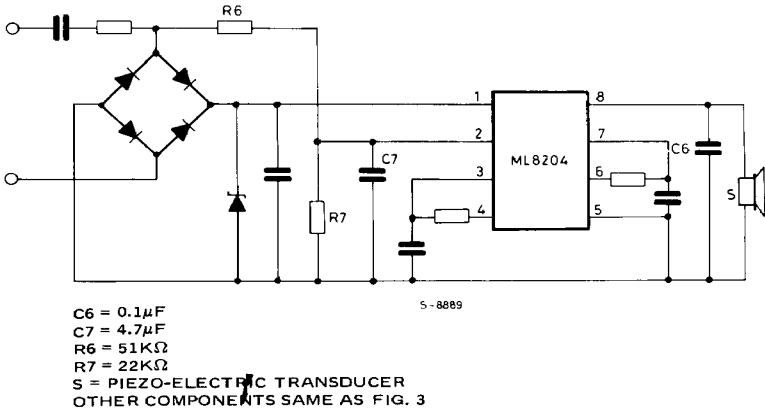 R6
1
8
2
7
C7
ML8204
C6
3
6
S
R7
4
5
S-8889
C6 = 0.1µF
C7 = 4.7µF
R6 = 51KΩ
R7 = 22KΩ
S = PIEZO-ELECTRIC TRANSDUCER
OTHER COMPONENTS SAME AS FIG. 3